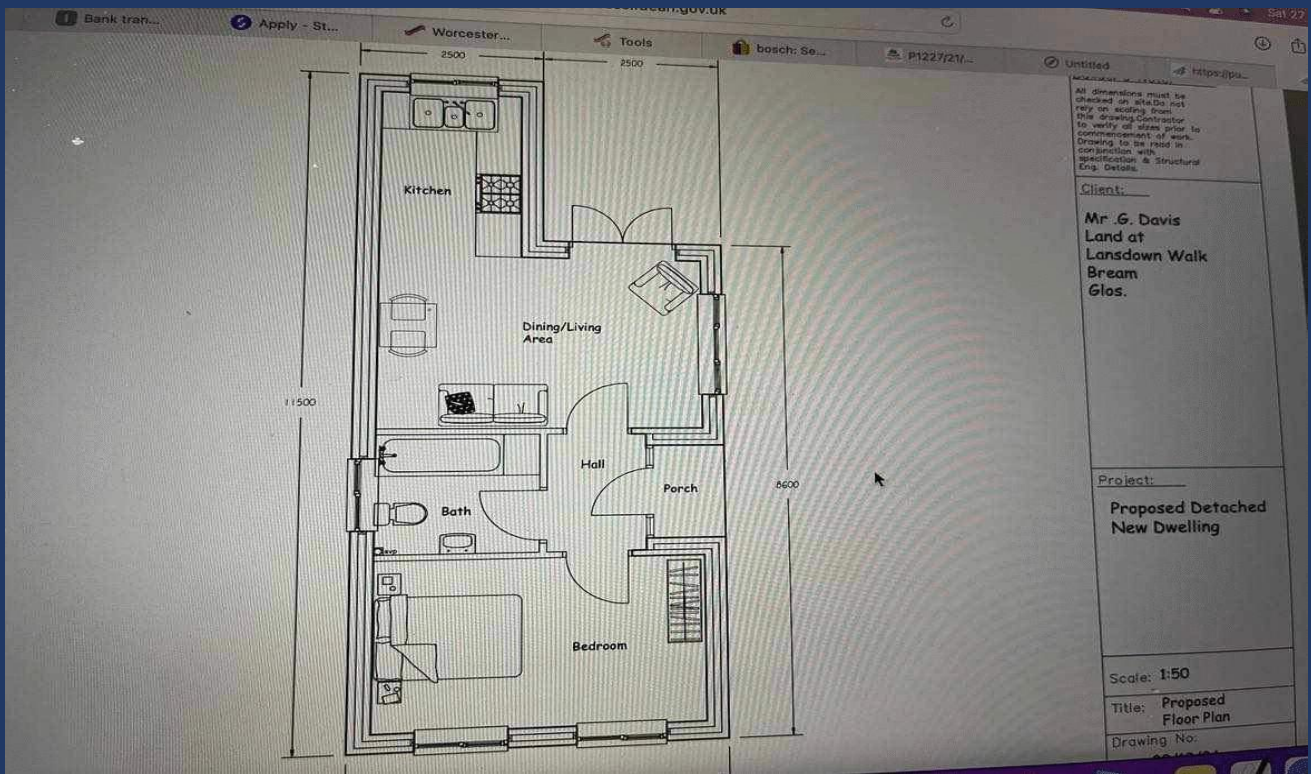 Bank tran...
Apply - St...
Worcester...
Tools
bosch: Se...
P1227/21/...
Untitled
https://pu...
Sat 22
2500
2500
All dimensions must be
checked on site.Do not
rely on scaling from
this drawing.Contractor
to verify all sizes prior to
commencement of work.
Drawing to be read in
conjunction with
specification & Structural
Eng. Details.
Client:
Mr .G. Davis
Land at
Lansdown Walk
Bream
Glos.
Kitchen
Dining/Living
Area
11500
Hall
Porch
8600
Bath
svp
Bedroom
Project:
Proposed Detached
New Dwelling
Scale: 1:50
Title: Proposed
Floor Plan
Drawing No: